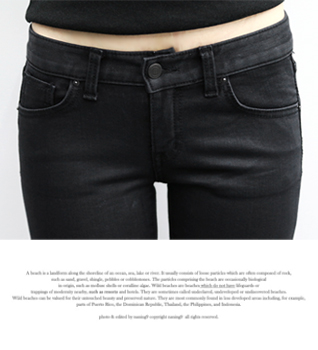 A beach is a landform along the shoreline of an ocean, sea, lake or river. It usually consists of loose particles which are often composed of rock,
such as sand, gravel, shingle, pebbles or cobblestones. The particles comprising the beach are occasionally biological
in origin, such as mollusc shells or coralline algae. Wild beaches are beaches which do not have lifeguards or
trappings of modernity nearby, such as resorts and hotels. They are sometimes called undeclared, undeveloped or undiscovered beaches.
Wild beaches can be valued for their untouched beauty and preserved nature. They are most commonly found in less developed areas including, for example,
parts of Puerto Rico, the Dominican Republic, Thailand, the Philippines, and Indonesia.
photo & edited by naning9 copyright naning9 all rights reserved.